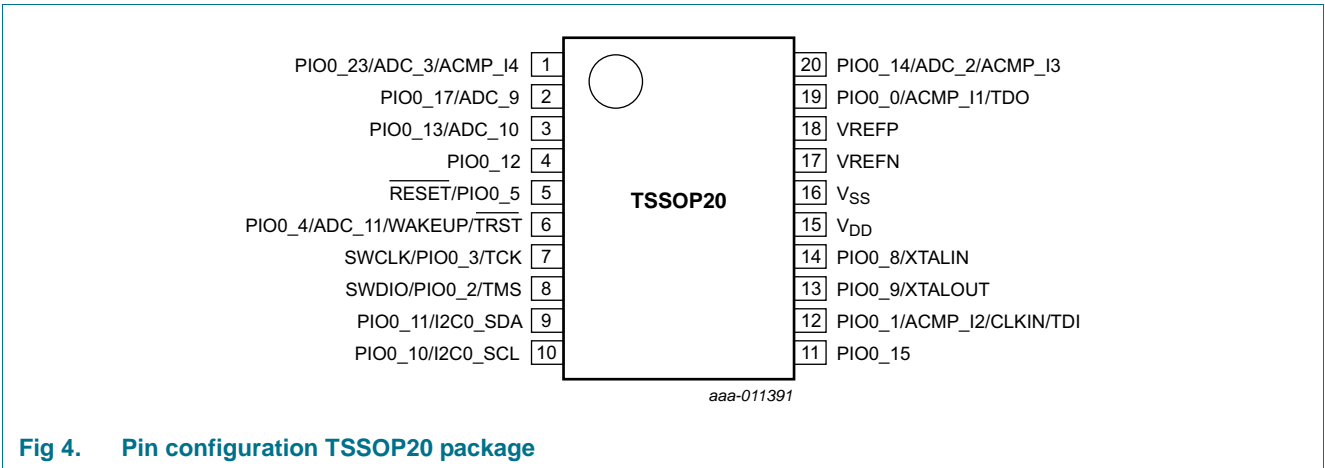 PIO0_23/ADC_3/ACMP_I4 1
PIO0_17/ADC_9 2
PIO0_13/ADC_10 3
PIO0_12 4
RESET/PIO0_5 5
PIO0_4/ADC_11/WAKEUP/TRST 6
SWCLK/PIO0_3/TCK 7
SWDIO/PIO0_2/TMS 8
PIO0_11/I2C0_SDA 9
PIO0_10/I2C0_SCL 10
TSSOP20
20 PIO0_14/ADC_2/ACMP_I3
19 PIO0_0/ACMP_I1/TDO
18 VREFP
17 VREFN
16 VSS
15 VDD
14 PIO0_8/XTALIN
13 PIO0_9/XTALOUT
12 PIO0_1/ACMP_I2/CLKIN/TDI
11 PIO0_15
aaa-011391
Fig 4. Pin configuration TSSOP20 package